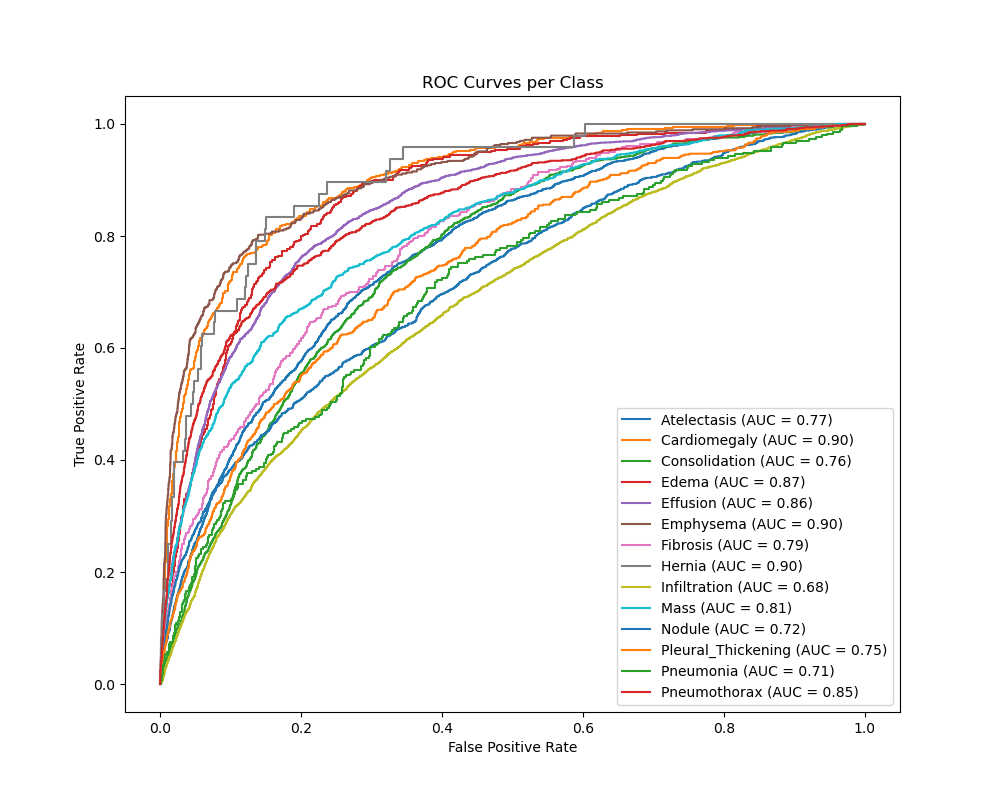 ROC Curves per Class
True Positive Rate
1.0
0.8
0.6
0.4
0.2
0.0
Atelectasis (AUC = 0.77)
Cardiomegaly (AUC = 0.90)
Consolidation (AUC = 0.76)
Edema (AUC = 0.87)
Effusion (AUC = 0.86)
Emphysema (AUC = 0.90)
Fibrosis (AUC = 0.79)
Hernia (AUC = 0.90)
Infiltration (AUC = 0.68)
Mass (AUC = 0.81)
Nodule (AUC = 0.72)
Pleural_Thickening (AUC = 0.75)
Pneumonia (AUC = 0.71)
Pneumothorax (AUC = 0.85)
0.0 0.2 0.4 0.6 0.8 1.0
False Positive Rate